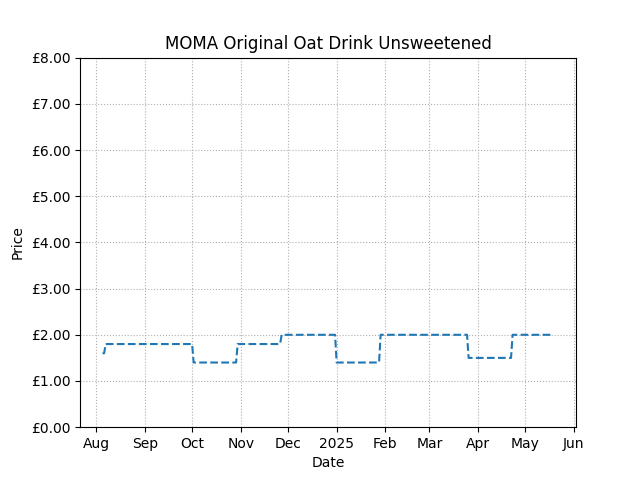 MOMA Original Oat Drink Unsweetened
£8.00
£7.00
£6.00
£5.00
£4.00
£3.00
£2.00
£1.00
£0.00
Price
Aug Sep Oct Nov Dec 2025 Feb Mar Apr May Jun
Date